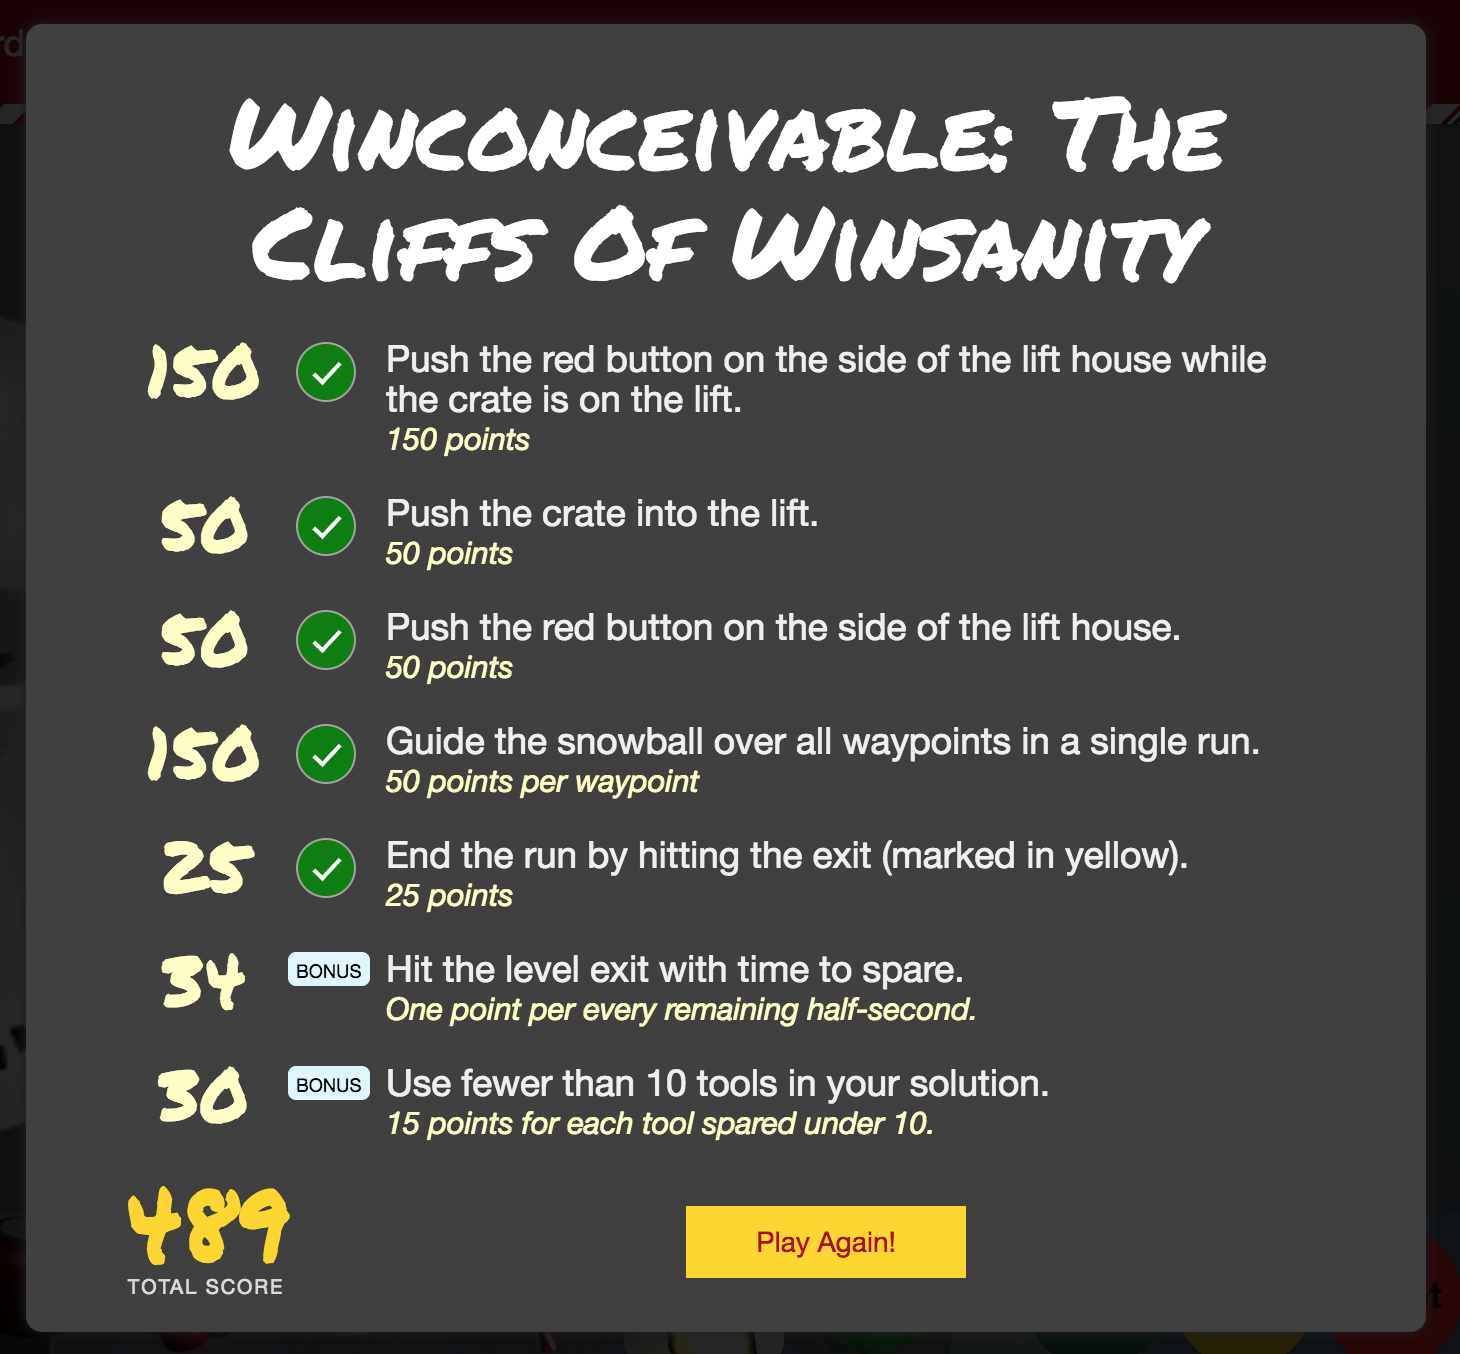 rd
WINCONCEIVABLE: THE
CLIFFS OF WINSANITY
150
Push the red button on the side of the lift house while
the crate is on the lift.
150 points
50
Push the crate into the lift.
50 points
50
Push the red button on the side of the lift house.
50 points
150
Guide the snowball over all waypoints in a single run.
50 points per waypoint
25
End the run by hitting the exit (marked in yellow).
25 points
34
BONUS
Hit the level exit with time to spare.
One point per every remaining half-second.
30
BONUS
Use fewer than 10 tools in your solution.
15 points for each tool spared under 10.
489
TOTAL SCORE
Play Again!